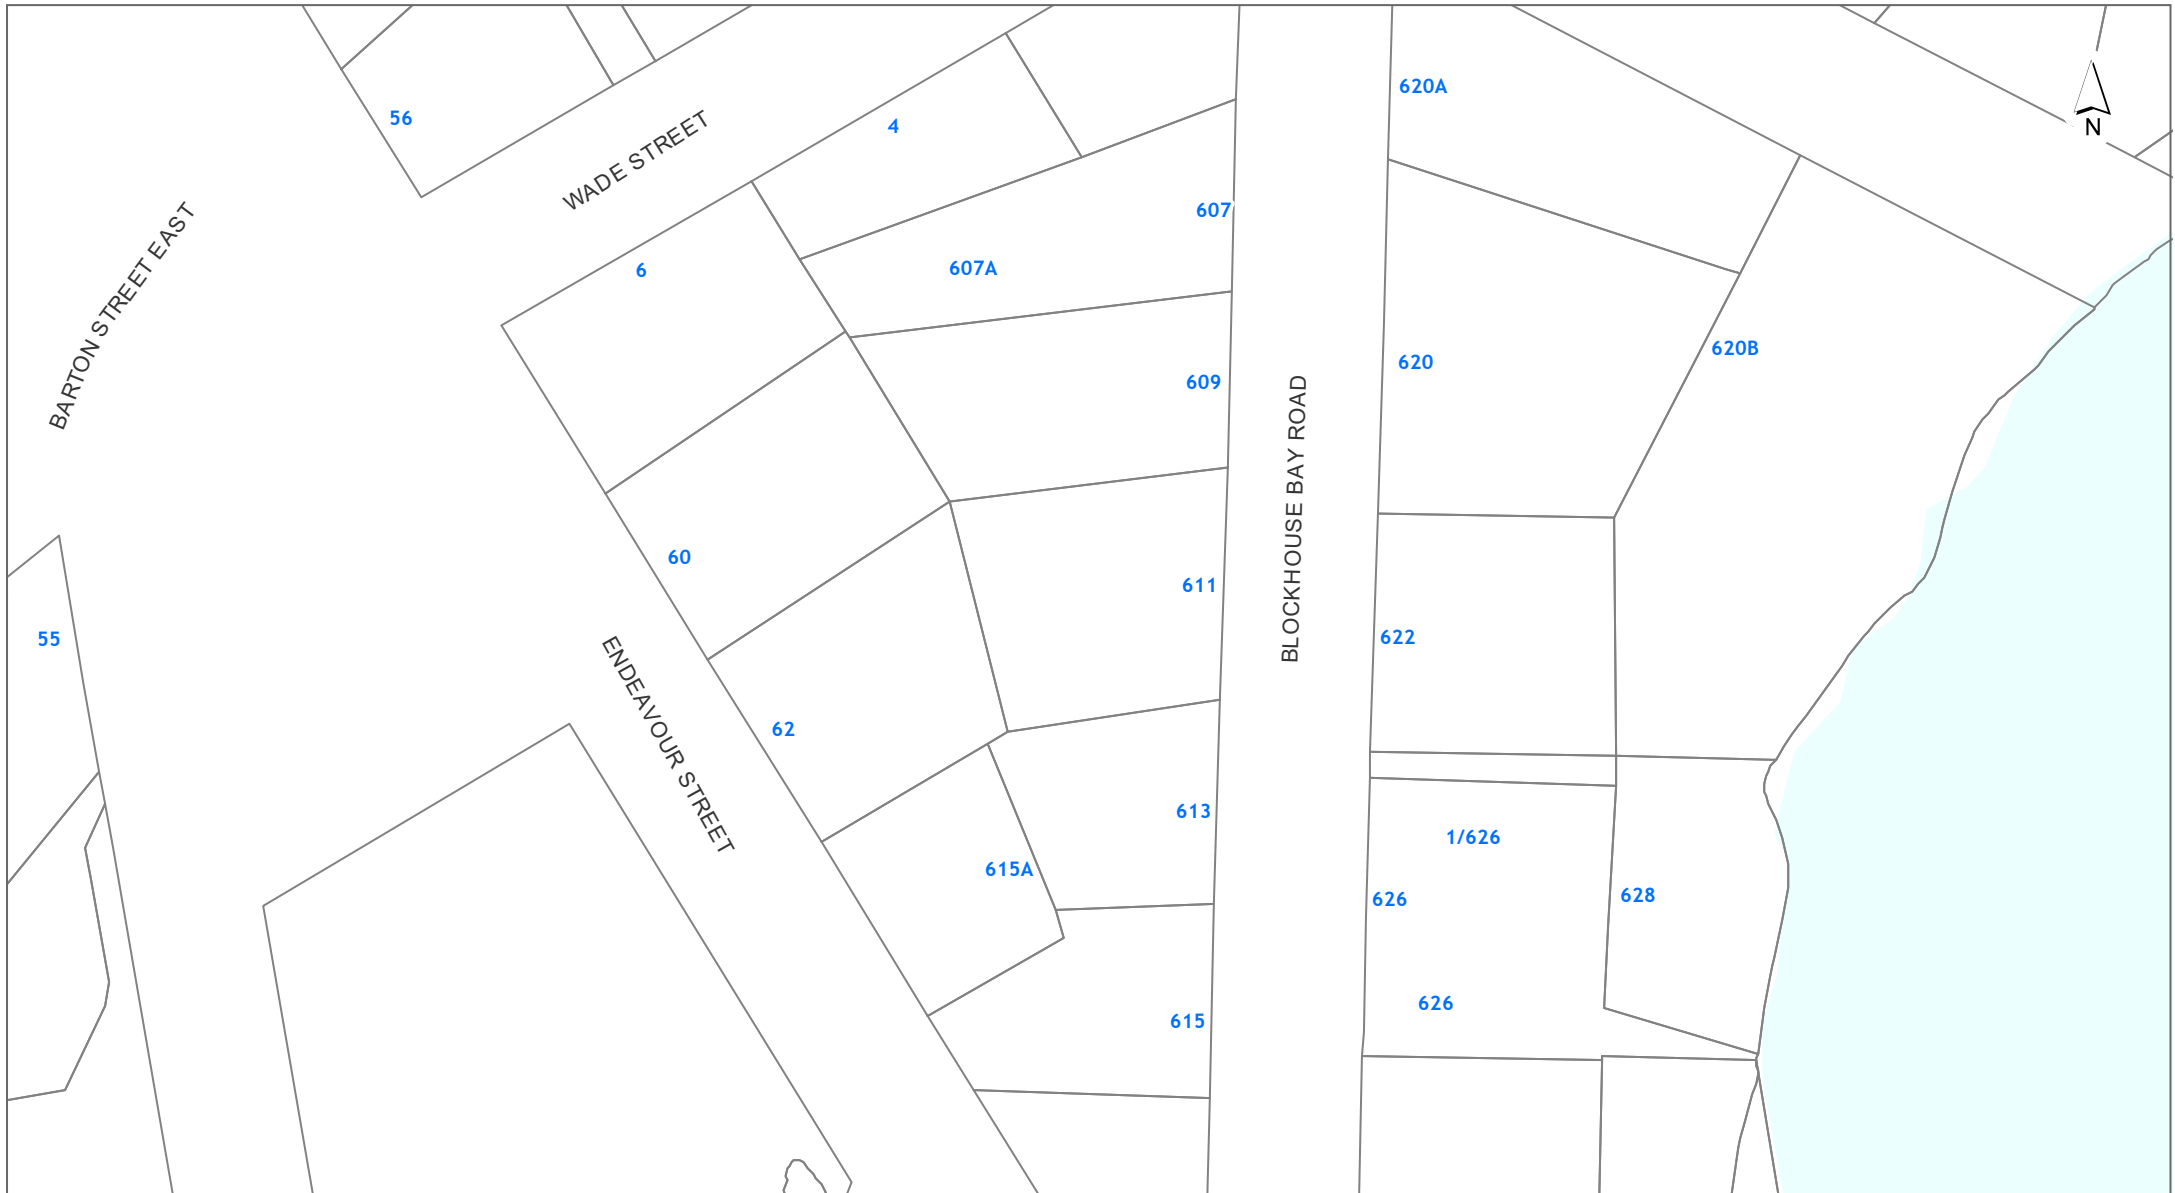 620A
56
WADE STREET
4
N
607
BARTON STREET EAST
6
607A
620B
620
609
BLOCKHOUSE BAY ROAD
60
611
622
55
ENDEAVOUR STREET
62
613
1/626
615A
626
628
626
615